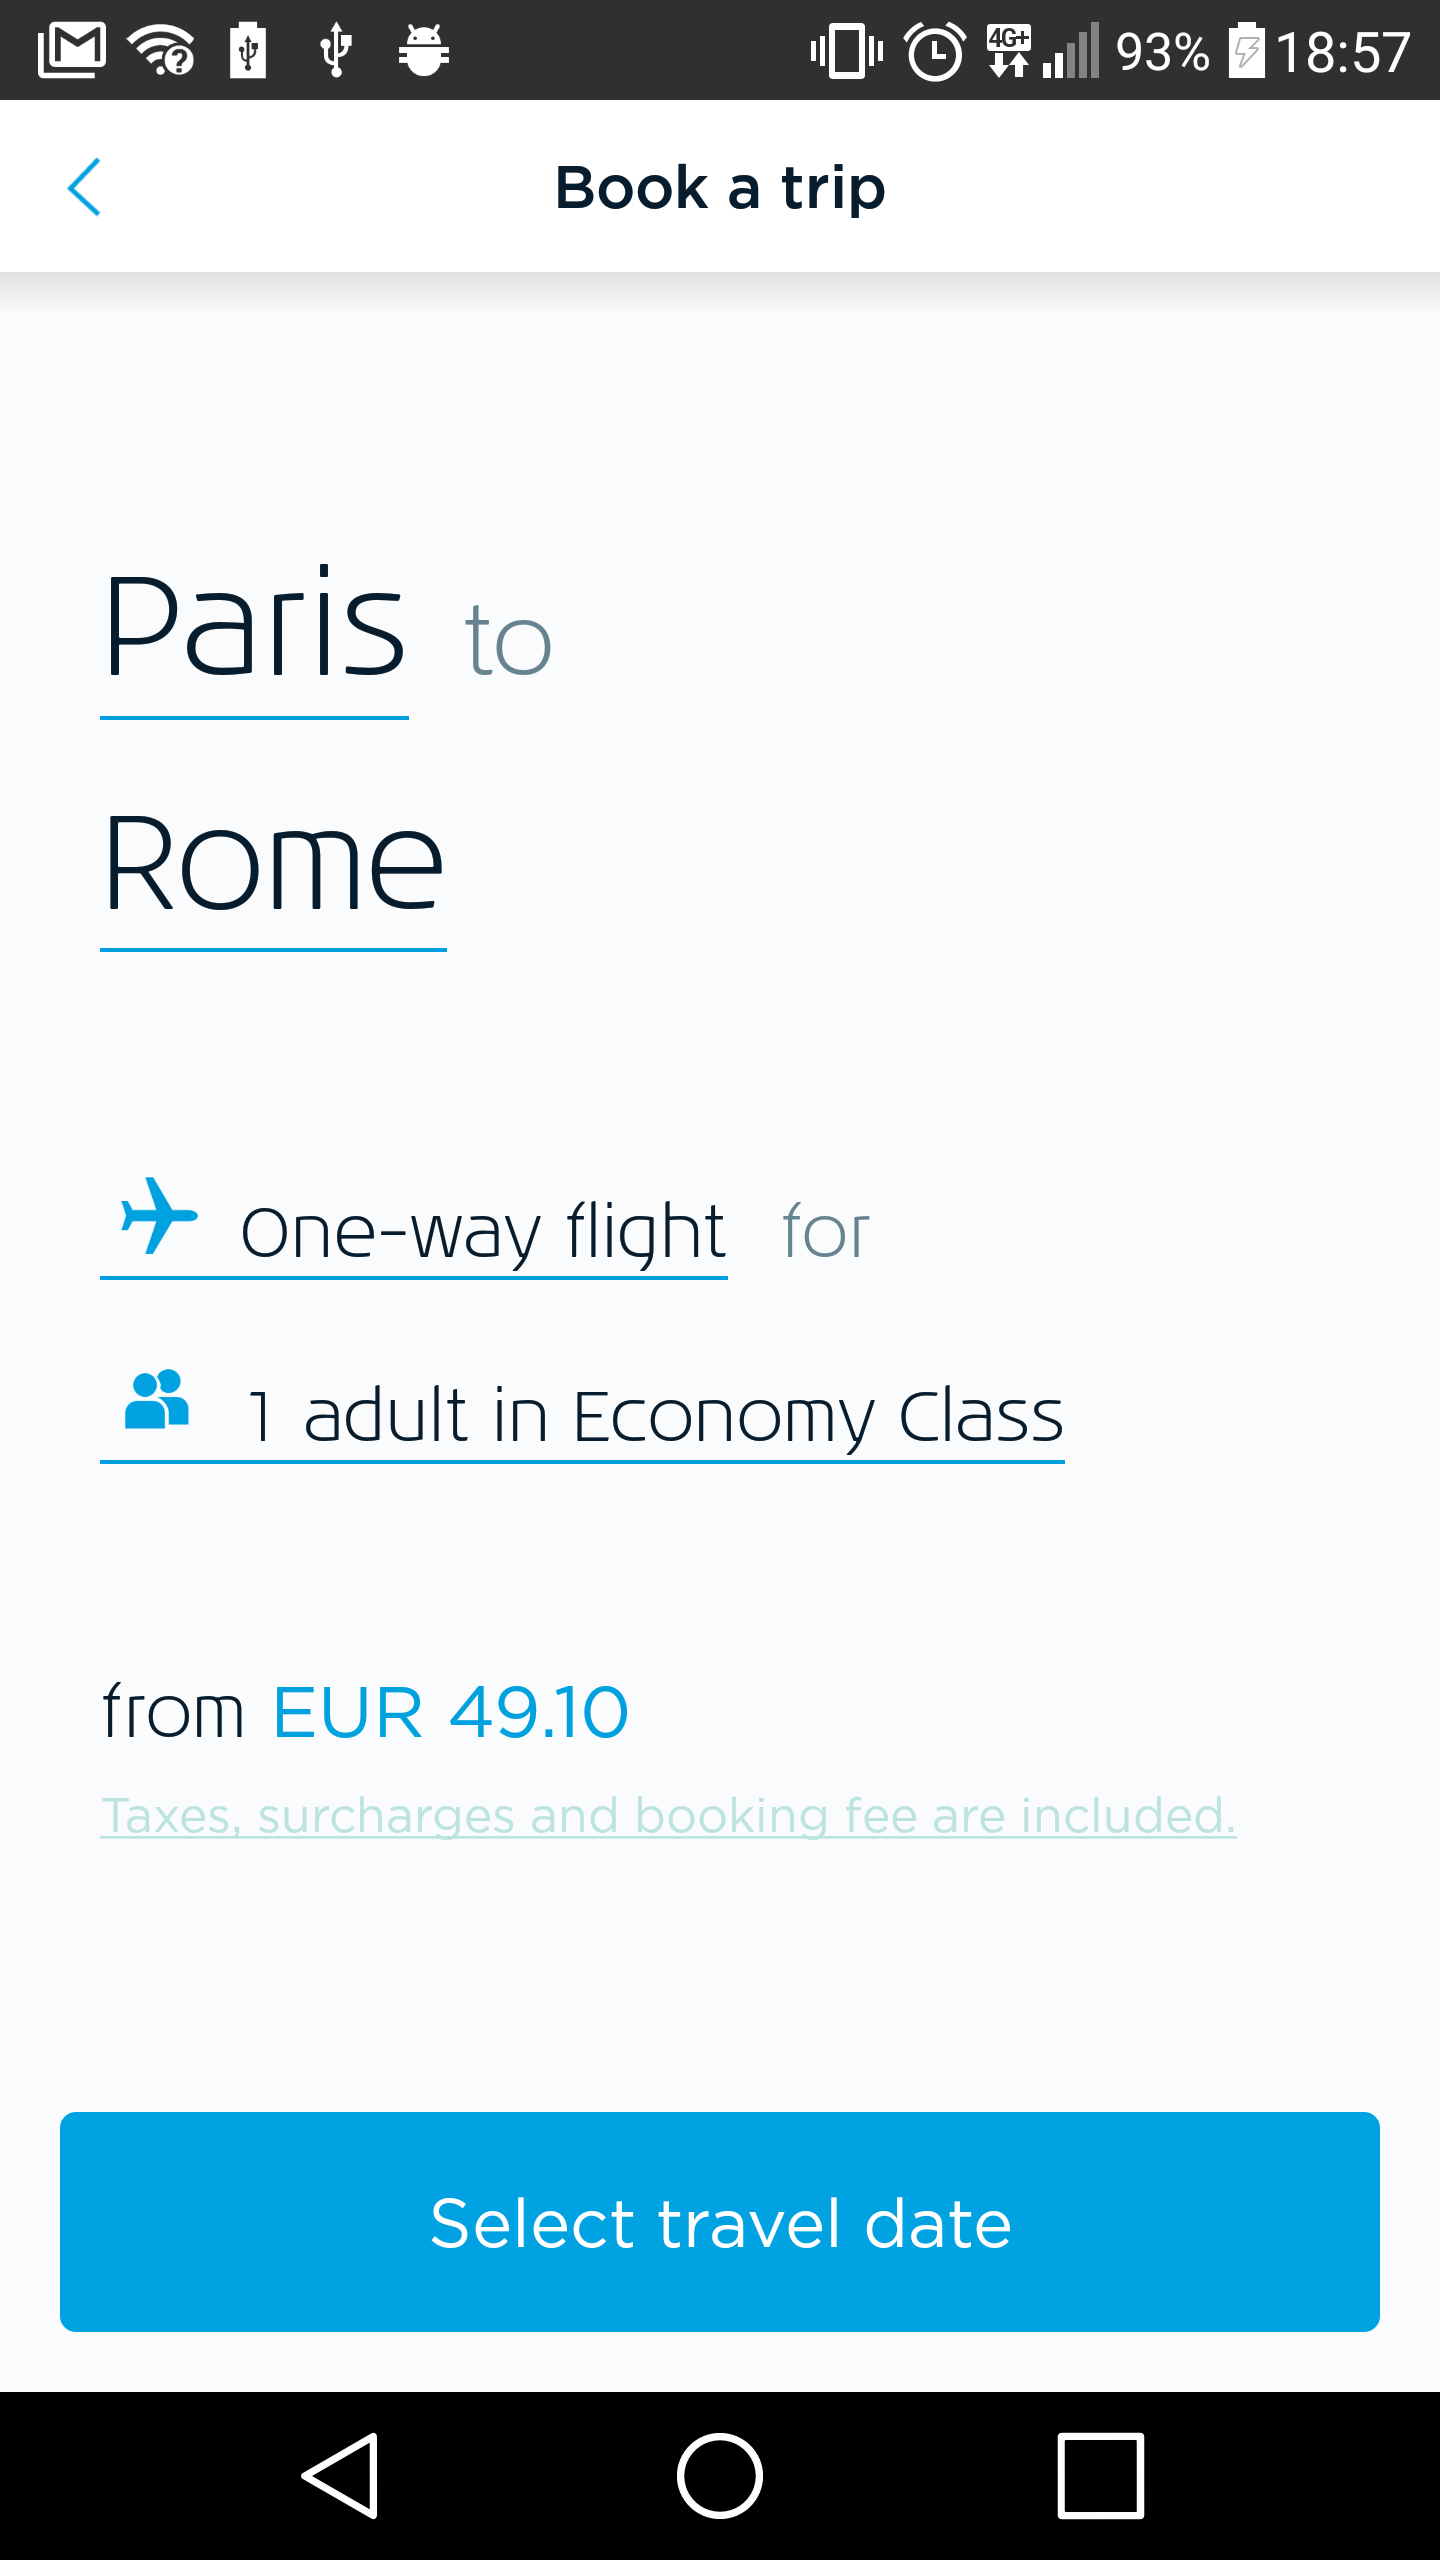 4G+ 93% 18:57
Book a trip
Paris to
Rome
One-way flight for
1 adult in Economy Class
from EUR 49.10
Taxes, surcharges and booking fee are included.
Select travel date